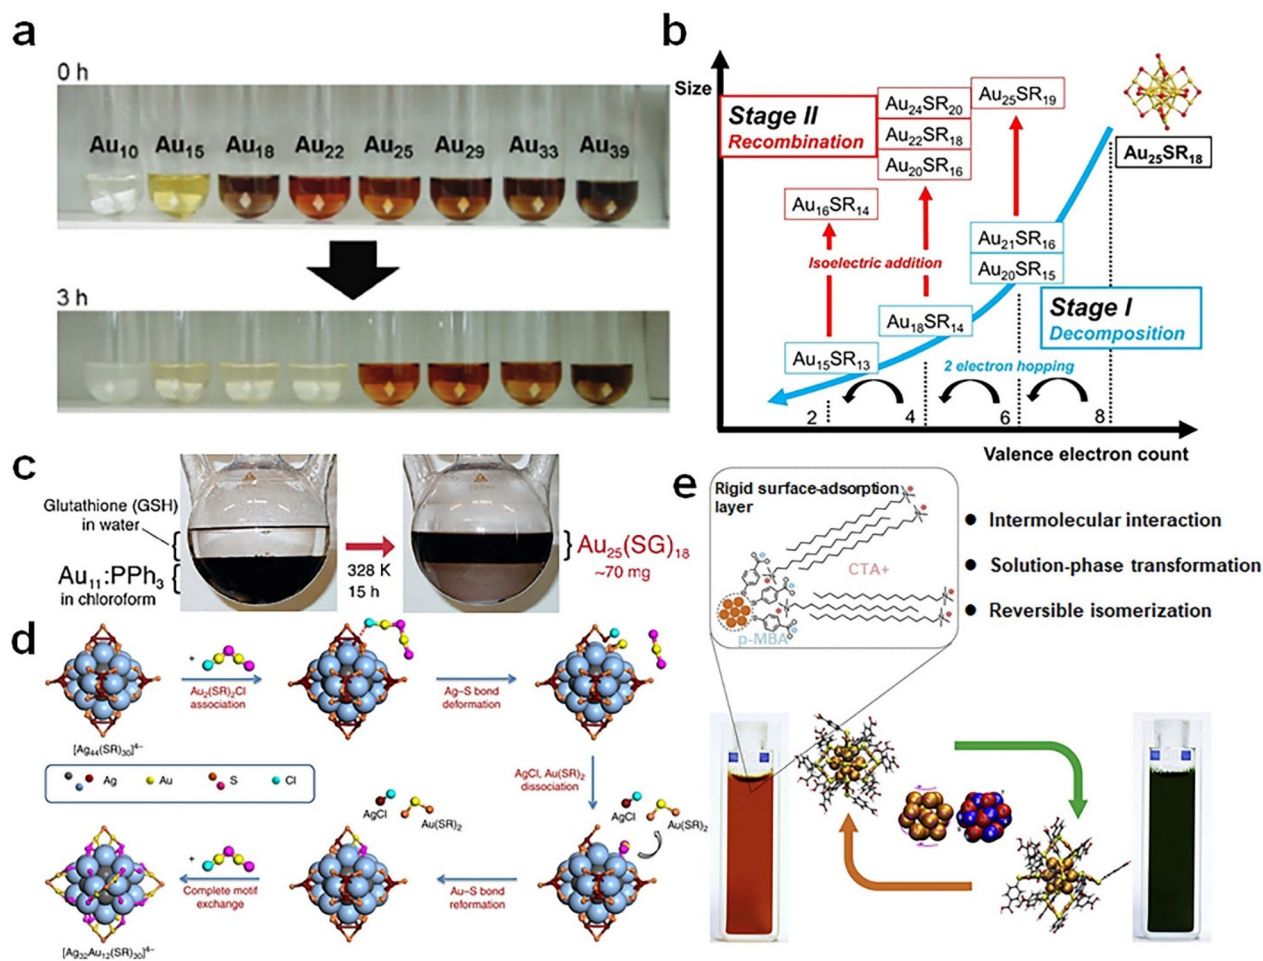 a
0 h
Au10 Au15 Au18 Au22 Au25 Au29 Au33 Au39
3 h
b
Size
Stage II
Recombination
Au24SR20
Au22SR18
Au20SR16
Au25SR19
Au25SR18
Au16SR14
Isoelectric addition
Au21SR16
Au20SR15
Au18SR14
Au15SR13
Stage I
Decomposition
2 electron hopping
2 4 6 8
Valence electron count
c
Glutathione (GSH)
in water
Au11:PPh3
in chloroform
328 K
15 h
Au25(SG)18
~70 mg
d
+
Au2(SR)2Cl
association
Ag–S bond
deformation
[Ag44(SR)30]4–
Ag Au S Cl
AgCl, Au(SR)2
dissociation
AgCl
Au(SR)2
AgCl
Au(SR)2
+
Complete motif
exchange
Au–S bond
reformation
[Ag32Au12(SR)30]4–
e
Rigid surface-adsorption
layer
CTA+
p-MBA
● Intermolecular interaction
● Solution-phase transformation
● Reversible isomerization